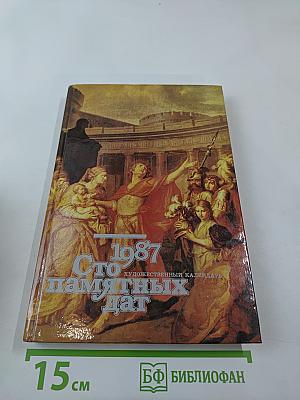 1987
Сто
ХУДОЖЕСТВЕННЫЙ КАЛЕНДАРЬ
памятных
дат
15 см
БФ БИБЛИОФАН